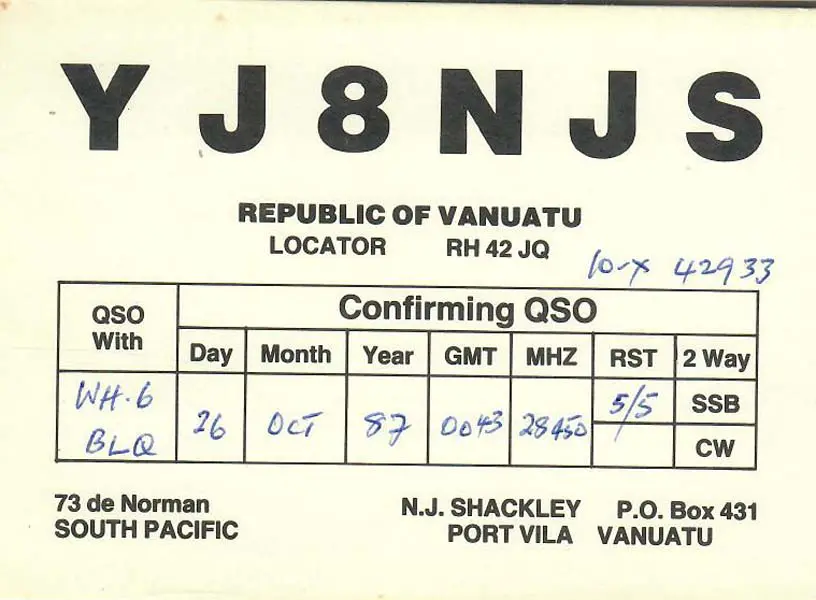 YJ8NJS
REPUBLIC OF VANUATU
LOCATOR RH 42 JQ
10-X 42933
QSO With
Confirming QSO
Day Month Year GMT MHZ RST 2 Way
WH.6 BLQ
26 OCT 87 0043 28450 5/5 SSB
CW
73 de Norman
SOUTH PACIFIC
N.J. SHACKLEY P.O. Box 431
PORT VILA VANUATU